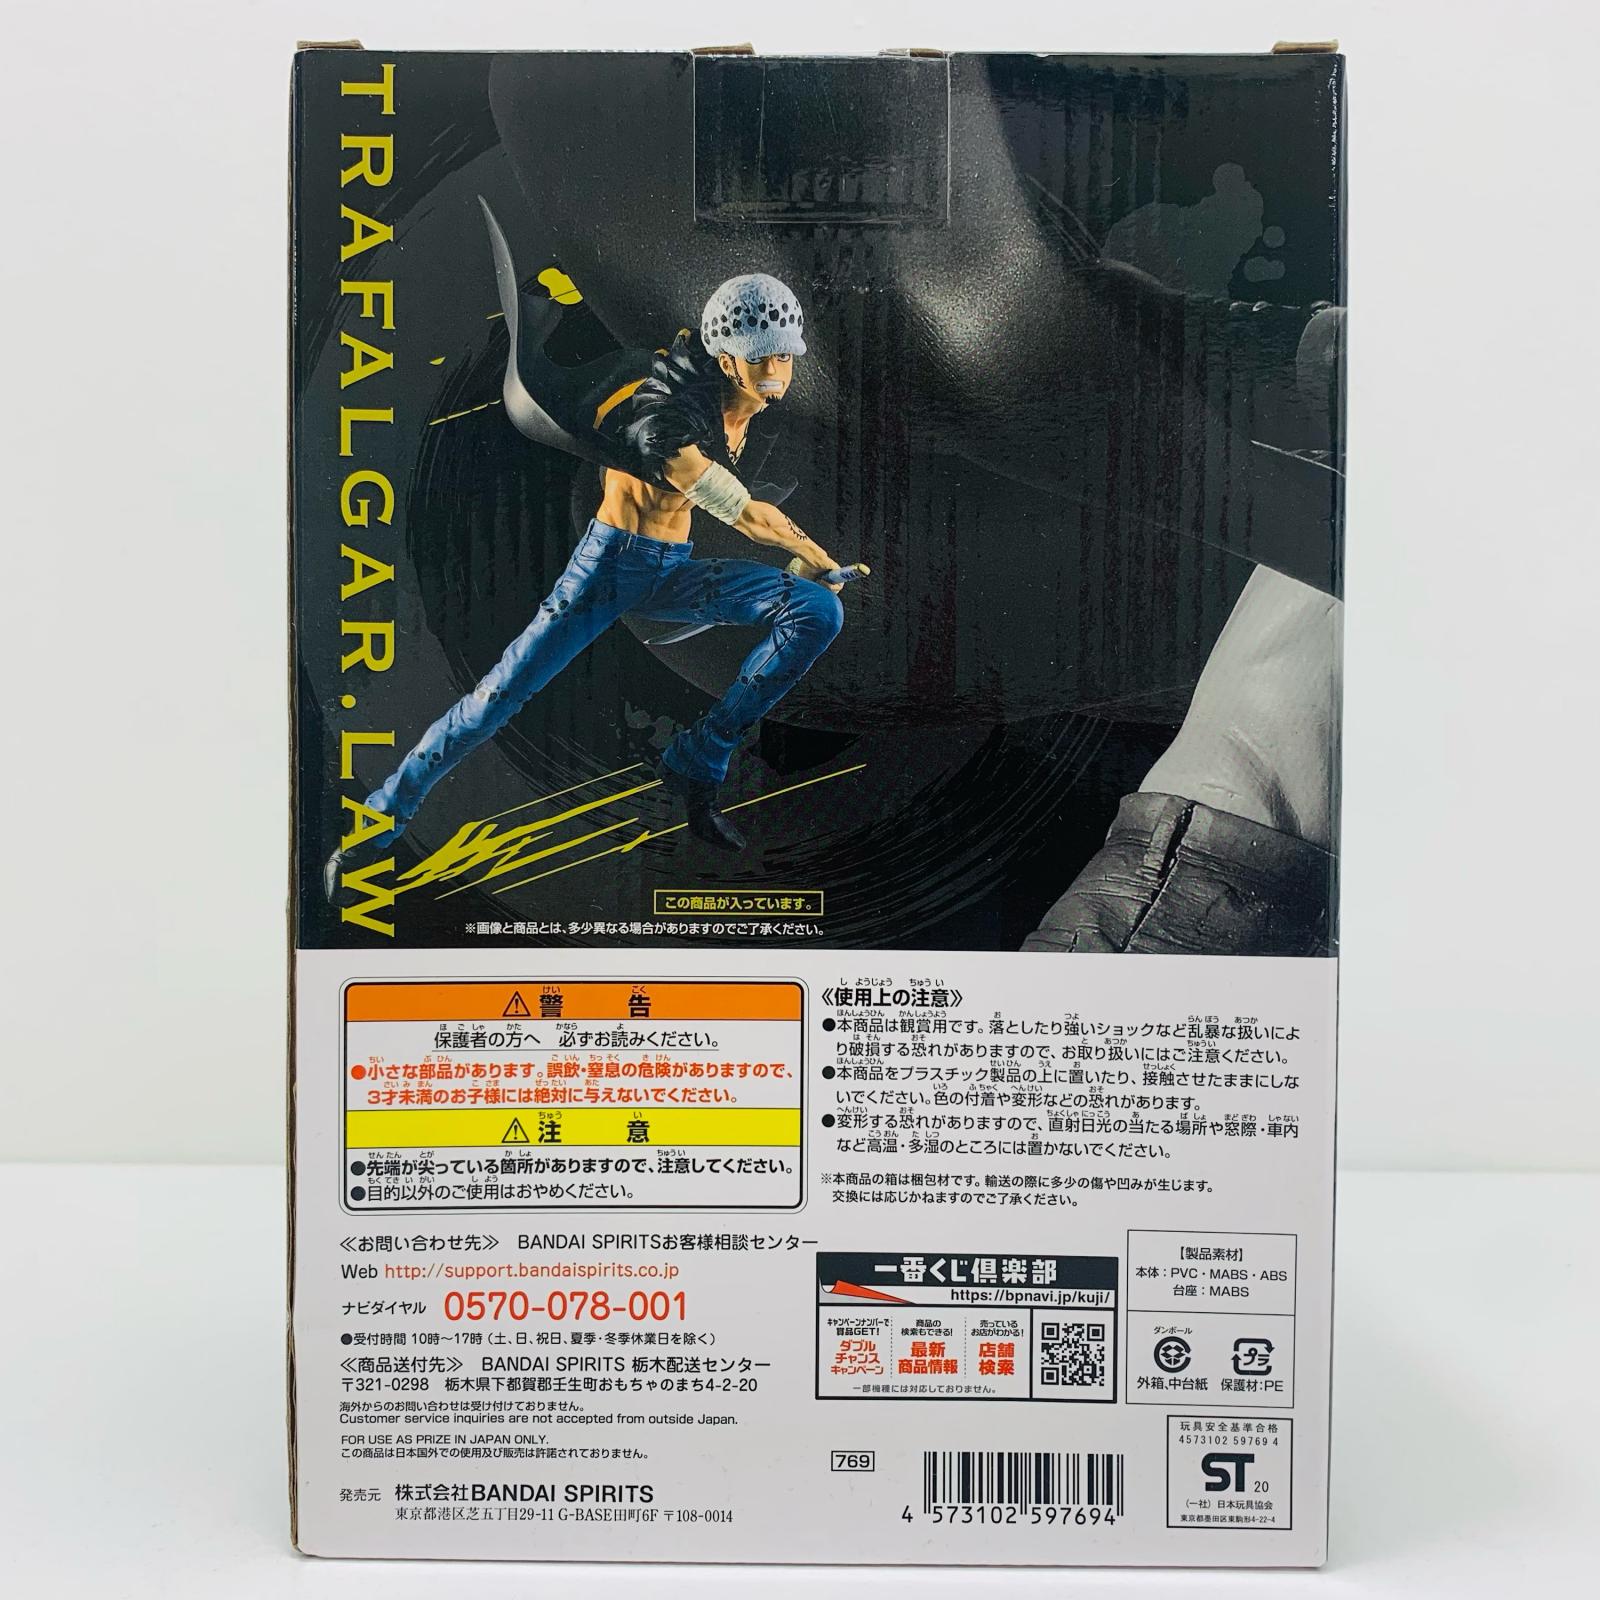 TRAFALGAR.LAW
この商品が入っています。
※画像と商品とは、多少異なる場合がありますのでご了承ください。
⚠警告
保護者の方へ 必ずお読みください。
●小さな部品があります。誤飲・窒息の危険がありますので、
3才未満のお子様には絶対に与えないでください。
⚠注意
●先端が尖っている箇所がありますので、注意してください。
●目的以外のご使用はおやめください。
《使用上の注意》
●本商品は観賞用です。落としたり強いショックなど乱暴な扱いによ
り破損する恐れがありますので、お取り扱いにはご注意ください。
●本商品をプラスチック製品の上に置いたり、接触させたままにしな
いでください。色の付着や変形などの恐れがあります。
●変形する恐れがありますので、直射日光の当たる場所や窓際・車内
など高温・多湿のところには置かないでください。
※本商品の箱は梱包材です。輸送の際に多少の傷や凹みが生じます。
交換には応じかねますのでご了承ください。
≪お問い合わせ先≫ BANDAI SPIRITSお客様相談センター
Web http://support.bandaispirits.co.jp
ナビダイヤル 0570-078-001
●受付時間 10時～17時(土、日、祝日、夏季・冬季休業日を除く)
≪商品送付先≫ BANDAI SPIRITS 栃木配送センター
〒321-0298 栃木県下都賀郡壬生町おもちゃのまち4-2-20
海外からのお問い合わせは受け付けておりません。
Customer service inquiries are not accepted from outside Japan.
FOR USE AS PRIZE IN JAPAN ONLY.
この商品は日本国外での使用及び販売は許諾されておりません。
発売元 株式会社BANDAI SPIRITS
東京都港区芝五丁目29-11 G-BASE田町6F 〒108-0014
一番くじ倶楽部
https://bpnavi.jp/kuji/
キャンペーンナンバーで
賞品GET!
ダブル
チャンス
キャンペーン
商品の
検索もできる!
最新
商品情報
売っている
お店がわかる!
店舗
検索
一部機種には対応しておりません。
【製品素材】
本体：PVC・MABS・ABS
台座：MABS
ダンボール
外箱、中台紙
プラ
保護材：PE
769
4 573102 597694
玩具安全基準合格
4573102 59769 4
ST 20
(一社) 日本玩具協会
東京都墨田区東駒形4-22-4